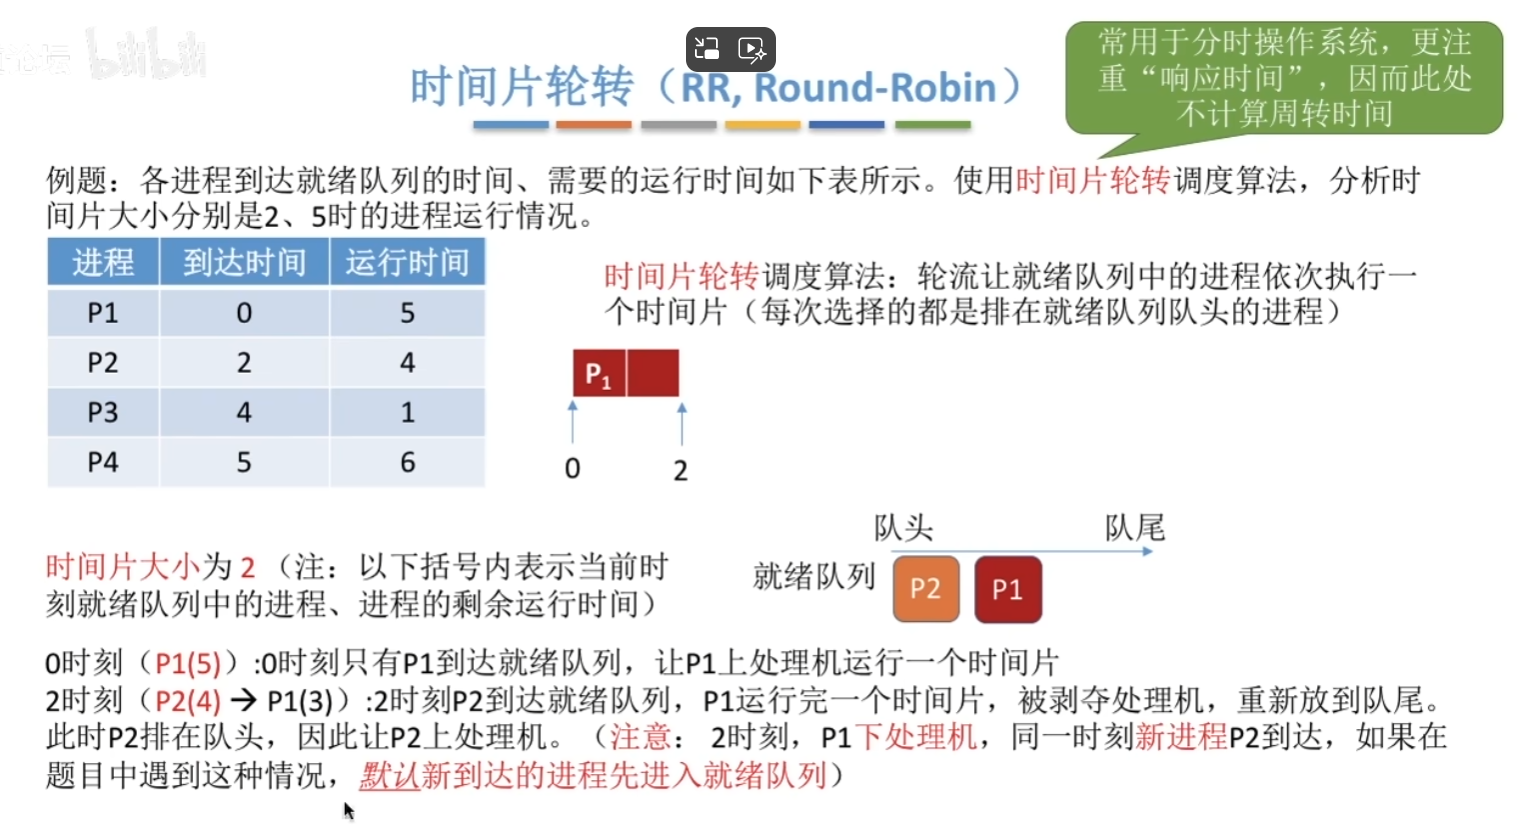 bilibili
常用于分时操作系统，更注
重“响应时间”，因而此处
不计算周转时间
时间片轮转（RR, Round-Robin）
例题：各进程到达就绪队列的时间、需要的运行时间如下表所示。使用时间片轮转调度算法，分析时
间片大小分别是2、5时的进程运行情况。
进程 到达时间 运行时间
P1 0 5
P2 2 4
P3 4 1
P4 5 6
时间片轮转调度算法：轮流让就绪队列中的进程依次执行一
个时间片（每次选择的都是排在就绪队列队头的进程）
P1
0 2
队头 队尾
就绪队列 P2 P1
时间片大小为 2 （注：以下括号内表示当前时
刻就绪队列中的进程、进程的剩余运行时间）
0时刻（P1(5)）:0时刻只有P1到达就绪队列，让P1上处理机运行一个时间片
2时刻（P2(4) → P1(3)）:2时刻P2到达就绪队列，P1运行完一个时间片，被剥夺处理机，重新放到队尾。
此时P2排在队头，因此让P2上处理机。（注意： 2时刻，P1下处理机，同一时刻新进程P2到达，如果在
题目中遇到这种情况，默认新到达的进程先进入就绪队列）